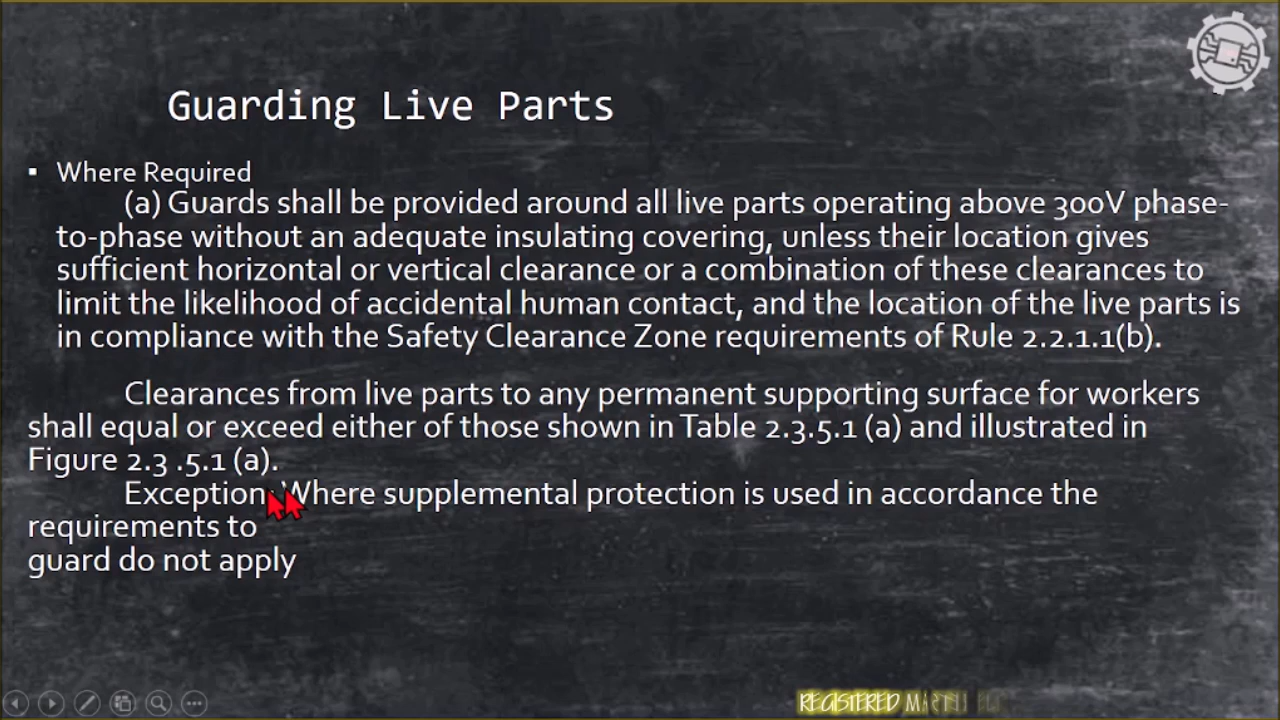 Guarding Live Parts
▪ Where Required
(a) Guards shall be provided around all live parts operating above 300V phase-
to-phase without an adequate insulating covering, unless their location gives
sufficient horizontal or vertical clearance or a combination of these clearances to
limit the likelihood of accidental human contact, and the location of the live parts is
in compliance with the Safety Clearance Zone requirements of Rule 2.2.1.1(b).
Clearances from live parts to any permanent supporting surface for workers
shall equal or exceed either of those shown in Table 2.3.5.1 (a) and illustrated in
Figure 2.3 .5.1 (a).
Exception: Where supplemental protection is used in accordance the
requirements to
guard do not apply
REGISTERED